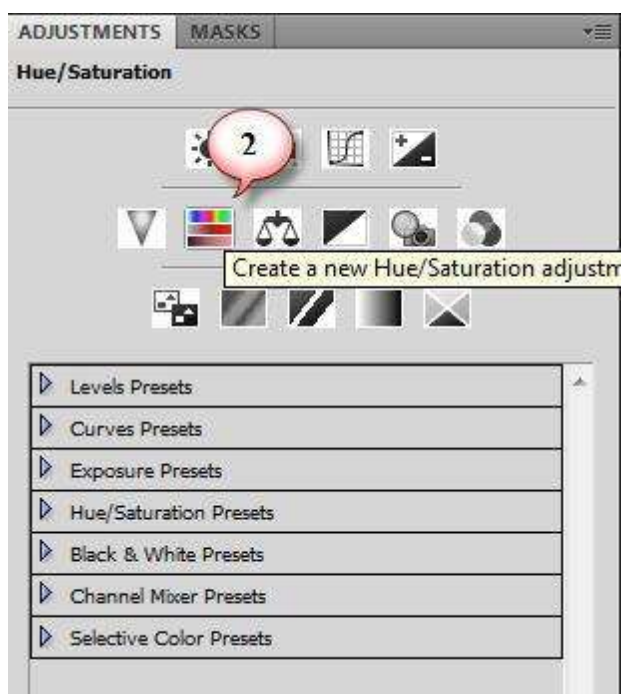 ADJUSTMENTS MASKS
Hue/Saturation
2
Create a new Hue/Saturation adjustm
Levels Presets
Curves Presets
Exposure Presets
Hue/Saturation Presets
Black & White Presets
Channel Mixer Presets
Selective Color Presets